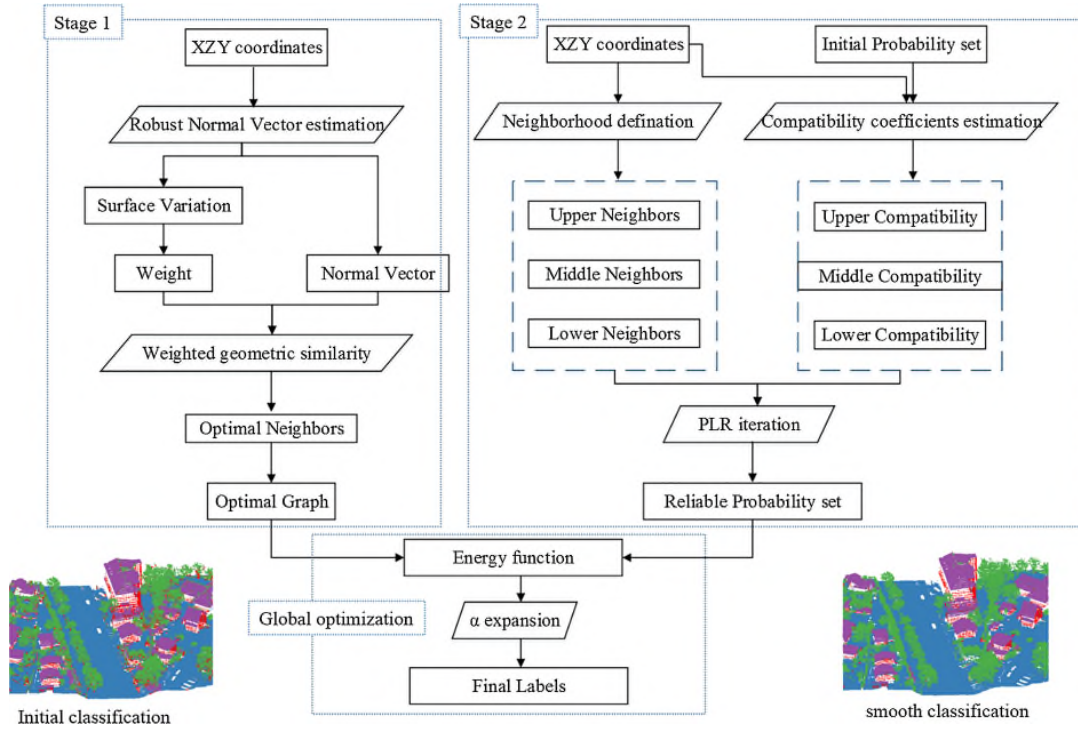 Stage 1
XZY coordinates
Robust Normal Vector estimation
Surface Variation
Weight
Normal Vector
Weighted geometric similarity
Optimal Neighbors
Optimal Graph
Stage 2
XZY coordinates
Initial Probability set
Neighborhood defination
Compatibility coefficients estimation
Upper Neighbors
Upper Compatibility
Middle Neighbors
Middle Compatibility
Lower Neighbors
Lower Compatibility
PLR iteration
Reliable Probability set
Energy function
Global optimization
α expansion
Final Labels
Initial classification
smooth classification